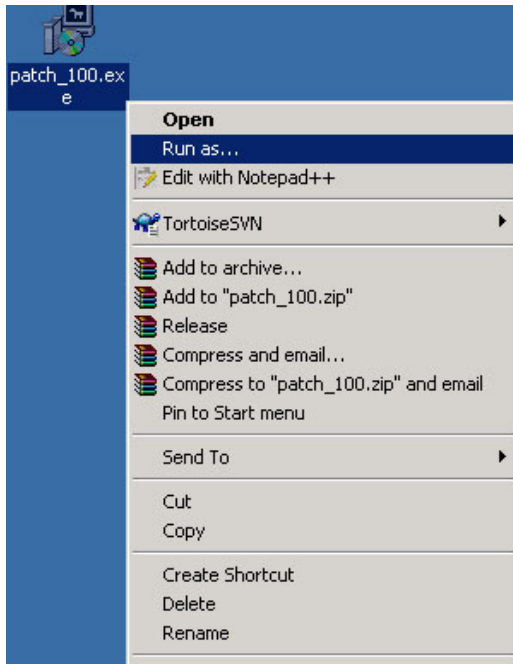 patch_100.ex
e
Open
Run as...
Edit with Notepad++
TortoiseSVN
Add to archive...
Add to "patch_100.zip"
Release
Compress and email...
Compress to "patch_100.zip" and email
Pin to Start menu
Send To
Cut
Copy
Create Shortcut
Delete
Rename